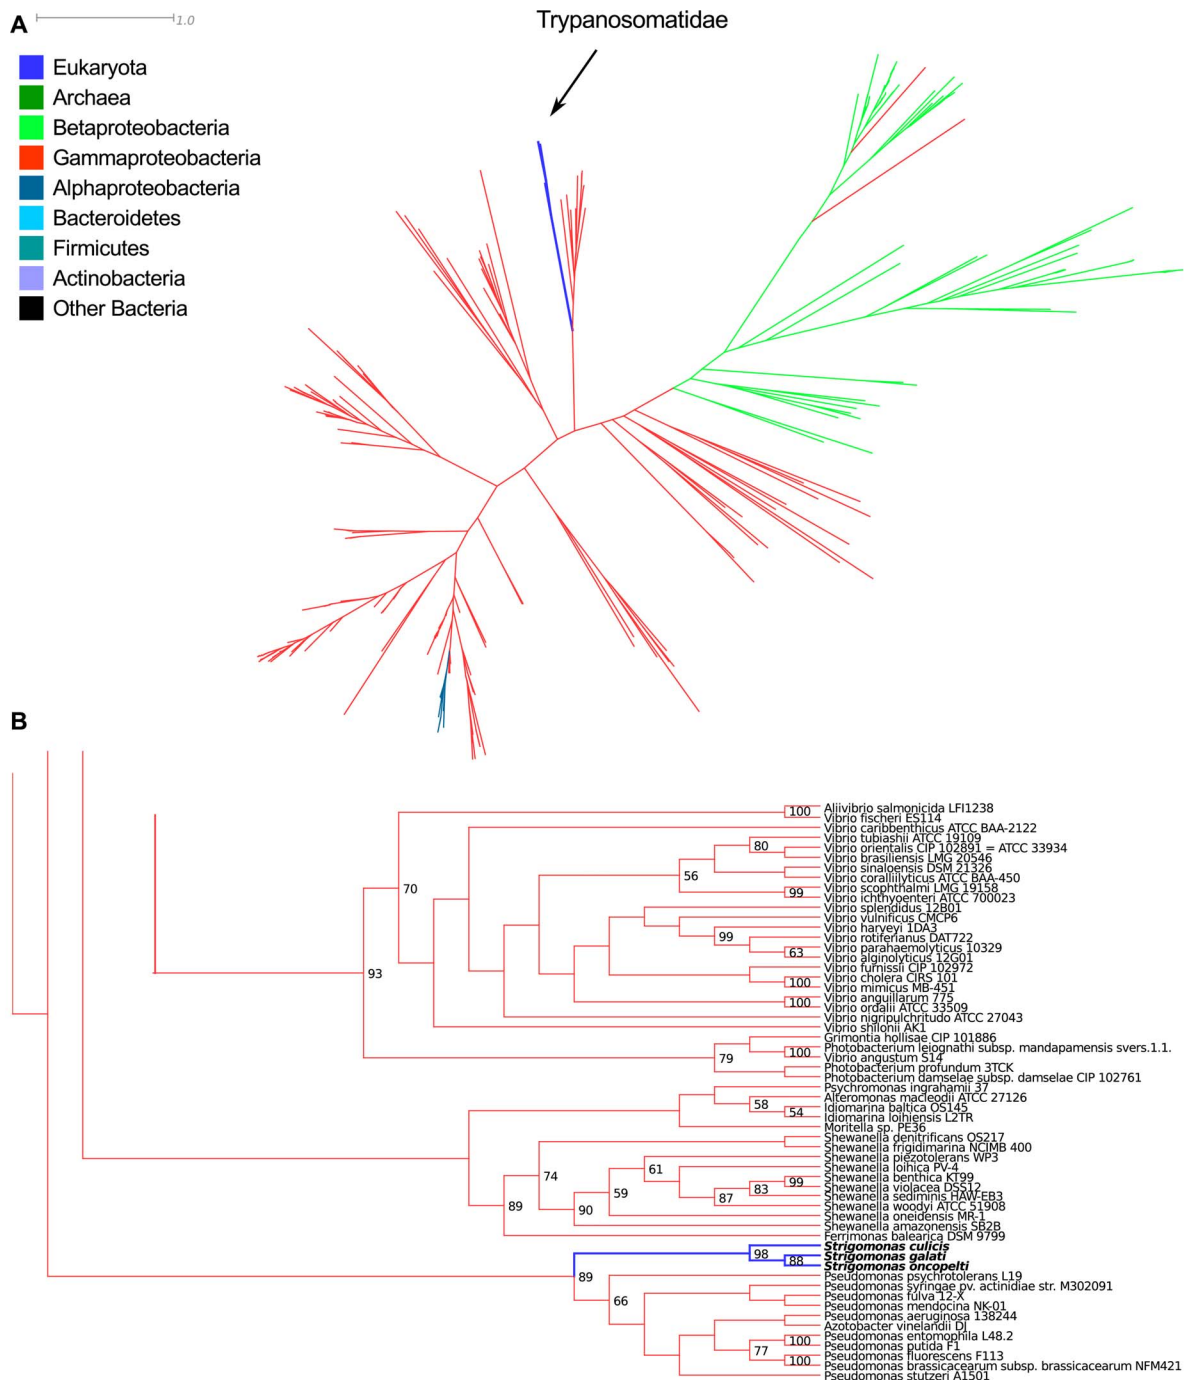 Trypanosomatidae
A
1.0
Eukaryota
Archaea
Betaproteobacteria
Gammaproteobacteria
Alphaproteobacteria
Bacteroidetes
Firmicutes
Actinobacteria
Other Bacteria
B
100
Aliivibrio salmonicida LFI1238
Vibrio fischeri ES114
Vibrio caribbenthicus ATCC BAA-2122
Vibrio tubiashii ATCC 19109
80
Vibrio orientalis CIP 102891 = ATCC 33934
Vibrio brasiliensis LMG 20546
Vibrio sinaloensis DSM 21326
56
Vibrio coralliilyticus ATCC BAA-450
Vibrio scophthalmi LMG 19158
70
99
Vibrio ichthyoenteri ATCC 700023
Vibrio splendidus 12B01
Vibrio vulnificus CMCP6
Vibrio harveyi 1DA3
99
Vibrio rotiferianus DAT722
Vibrio parahaemolyticus 10329
63
Vibrio alginolyticus 12G01
Vibrio furnissii CIP 102972
93
Vibrio cholera CIRS 101
100
Vibrio mimicus MB-451
Vibrio anguillarum 775
100
Vibrio ordalii ATCC 33509
Vibrio nigripulchritudo ATCC 27043
Vibrio shilonii AK1
Grimontia hollisae CIP 101886
Photobacterium leiognathi subsp. mandapamensis svers.1.1.
100
79
Vibrio angustum S14
Photobacterium profundum 3TCK
Photobacterium damselae subsp. damselae CIP 102761
Psychromonas ingrahamii 37
Alteromonas macleodii ATCC 27126
58
Idiomarina baltica OS145
54
Idiomarina loihiensis L2TR
Moritella sp. PE36
Shewanella denitrificans OS217
Shewanella frigidimarina NCIMB 400
Shewanella piezotolerans WP3
61
Shewanella loihica PV-4
74
Shewanella benthica KT99
99
Shewanella violacea DSS12
83
59
Shewanella sediminis HAW-EB3
87
Shewanella woodyi ATCC 51908
89
90
Shewanella oneidensis MR-1
Shewanella amazonensis SB2B
Ferrimonas balearica DSM 9799
Strigomonas culicis
98
Strigomonas galati
88
Strigomonas oncopelti
89
Pseudomonas psychrotolerans L19
Pseudomonas syringae pv. actinidiae str. M302091
Pseudomonas fulva 12-X
66
Pseudomonas mendocina NK-01
Pseudomonas aeruginosa 138244
Azotobacter vinelandii DJ
Pseudomonas entomophila L48.2
100
Pseudomonas putida F1
77
Pseudomonas fluorescens F113
100
Pseudomonas brassicacearum subsp. brassicacearum NFM421
Pseudomonas stutzeri A1501